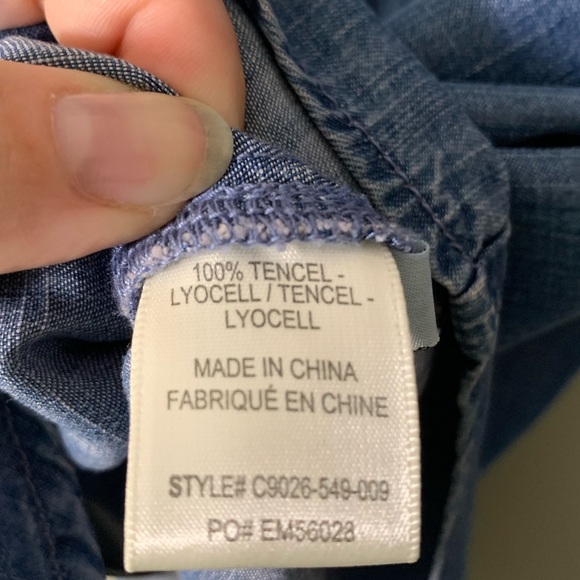 100% TENCEL -
LYOCELL / TENCEL -
LYOCELL
MADE IN CHINA
FABRIQUÉ EN CHINE
STYLE# C9026-549-009
PO# EM56028